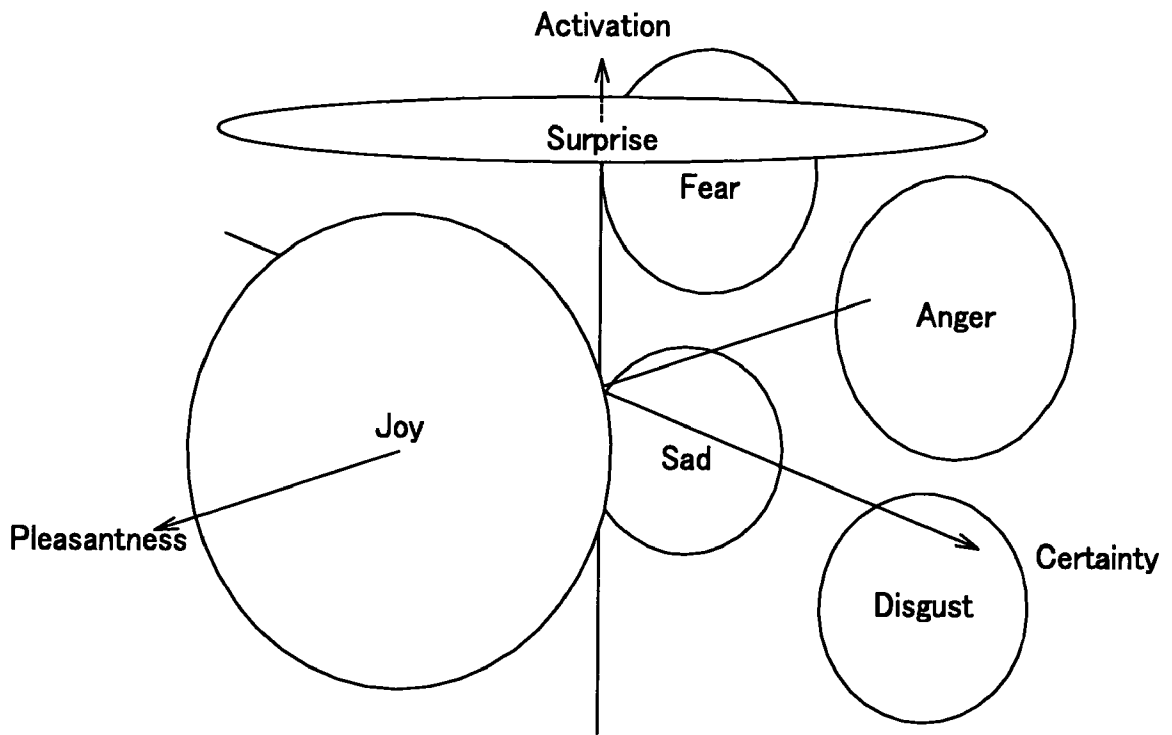 Activation
Surprise
Fear
Anger
Joy
Sad
Pleasantness
Certainty
Disgust